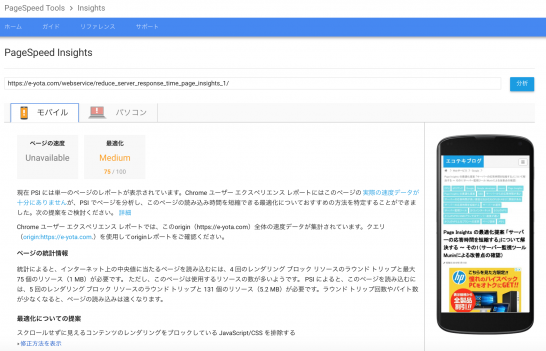 PageSpeed Tools > Insights
ホーム ガイド リファレンス サポート
PageSpeed Insights
https://e-yota.com/webservice/reduce_server_response_time_page_insights_1/ 分析
モバイル パソコン
ページの速度 最適化
Unavailable Medium
75 / 100
現在 PSI には単一のページのレポートが表示されています。Chrome ユーザー エクスペリエンス レポートにはこのページの 実際の速度データが
十分にありませんが、PSI でページを分析し、このページの読み込み時間を短縮できる最適化についておすすめの方法を特定することができま
した。次の提案をご検討ください。 詳細
Chrome ユーザー エクスペリエンス レポートでは、このorigin（https://e-yota.com）全体の速度データが集計されています。クエリ
（origin:https://e-yota.com.）を使用してoriginレポートをご確認ください。
ページの統計情報
統計によると、インターネット上の中央値に当たるページを読み込むには、4 回のレンダリング ブロック リソースのラウンド トリップと最大
75 個のリソース（1 MB）が必要です。 ただし、このページは使用するリソースの数が多いようです。PSI によると、このページを読み込むに
は、5 回のレンダリング ブロック ラウンド トリップと 131 個のリソース（5.2 MB）が必要です。ラウンド トリップ回数やバイト数
が少なくなると、ページの読み込みは速くなります。
最適化についての提案
スクロールせずに見えるコンテンツのレンダリングをブロックしている JavaScript/CSS を排除する
修正方法を表示
エコテキブログ
Page Insights の最適化提案「サーバ
ーの応答時間を短縮する」について解
決する 〜 その1（サーバー監視ツール
Muninによる改善点の確認）
こちらも見逃せない
憧れのハイスペック
PCをオトクにGET!